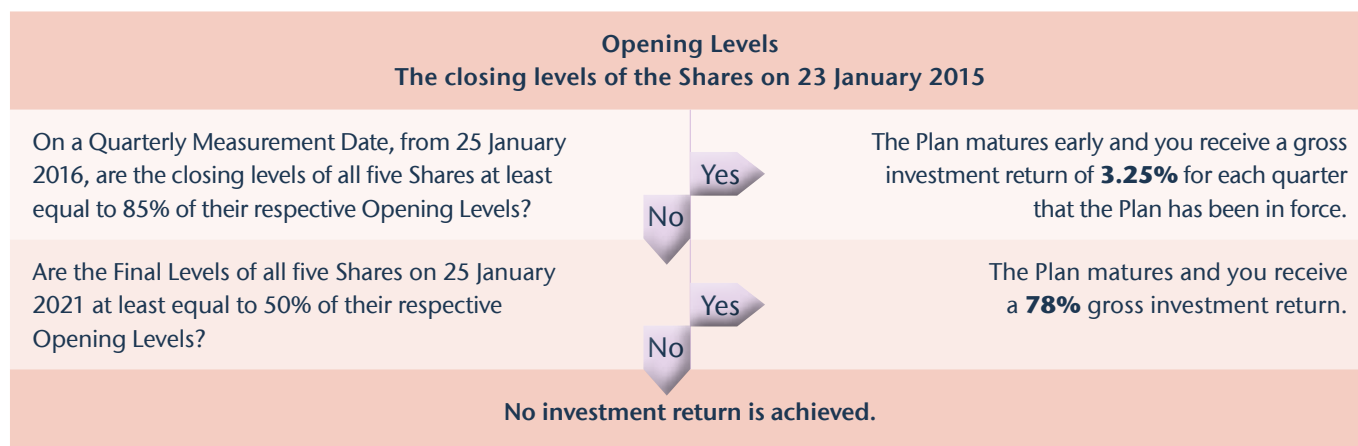 Opening Levels
The closing levels of the Shares on 23 January 2015
On a Quarterly Measurement Date, from 25 January
2016, are the closing levels of all five Shares at least
equal to 85% of their respective Opening Levels?
Yes
No
The Plan matures early and you receive a gross
investment return of 3.25% for each quarter
that the Plan has been in force.
Are the Final Levels of all five Shares on 25 January
2021 at least equal to 50% of their respective
Opening Levels?
Yes
No
The Plan matures and you receive
a 78% gross investment return.
No investment return is achieved.